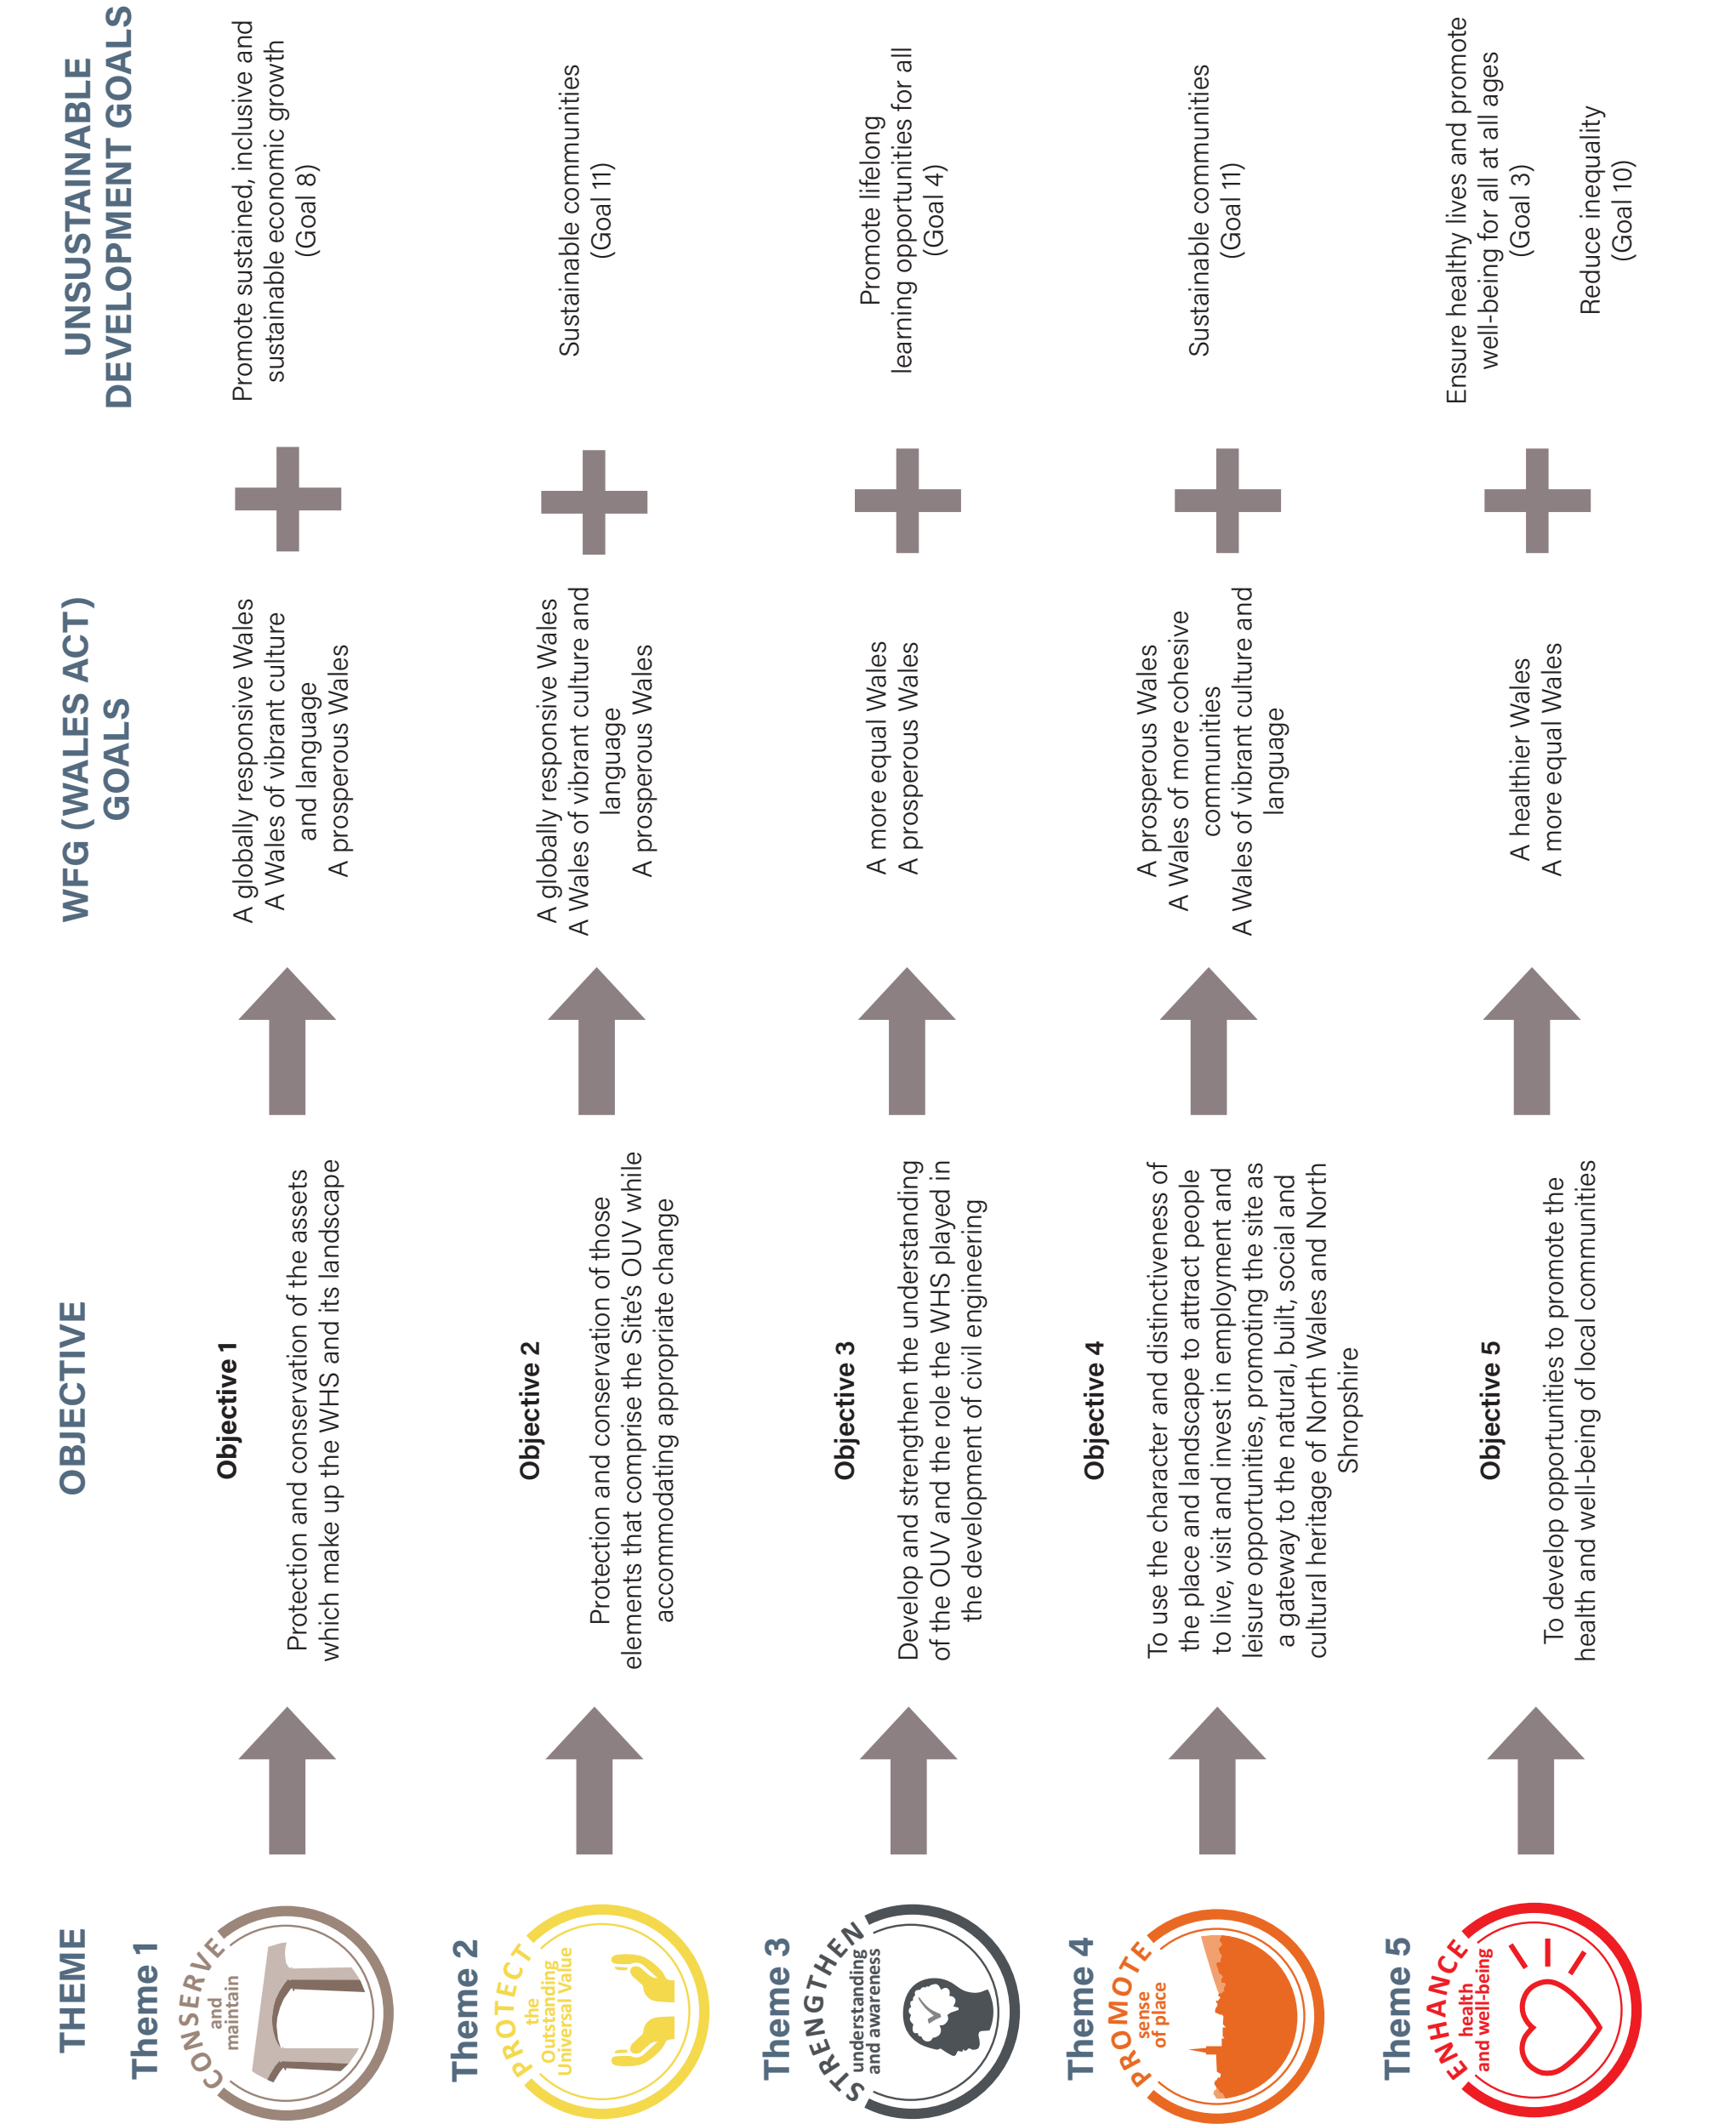 THEME
OBJECTIVE
WFG (WALES ACT)
GOALS
UNSUSTAINABLE
DEVELOPMENT GOALS
Theme 1
CONSERVE
and
maintain
Objective 1
Protection and conservation of the assets
which make up the WHS and its landscape
A globally responsive Wales
A Wales of vibrant culture
and language
A prosperous Wales
Promote sustained, inclusive and
sustainable economic growth
(Goal 8)
Theme 2
PROTECT
the
Outstanding
Universal Value
Objective 2
Protection and conservation of those
elements that comprise the Site's OUV while
accommodating appropriate change
A globally responsive Wales
A Wales of vibrant culture and
language
A prosperous Wales
Sustainable communities
(Goal 11)
Theme 3
STRENGTHEN
understanding
and awareness
Objective 3
Develop and strengthen the understanding
of the OUV and the role the WHS played in
the development of civil engineering
A more equal Wales
A prosperous Wales
Promote lifelong
learning opportunities for all
(Goal 4)
Theme 4
PROMOTE
sense
of place
Objective 4
To use the character and distinctiveness of
the place and landscape to attract people
to live, visit and invest in employment and
leisure opportunities, promoting the site as
a gateway to the natural, built, social and
cultural heritage of North Wales and North
Shropshire
A prosperous Wales
A Wales of more cohesive
communities
A Wales of vibrant culture and
language
Sustainable communities
(Goal 11)
Theme 5
ENHANCE
health
and well-being
Objective 5
To develop opportunities to promote the
health and well-being of local communities
A healthier Wales
A more equal Wales
Ensure healthy lives and promote
well-being for all at all ages
(Goal 3)
Reduce inequality
(Goal 10)